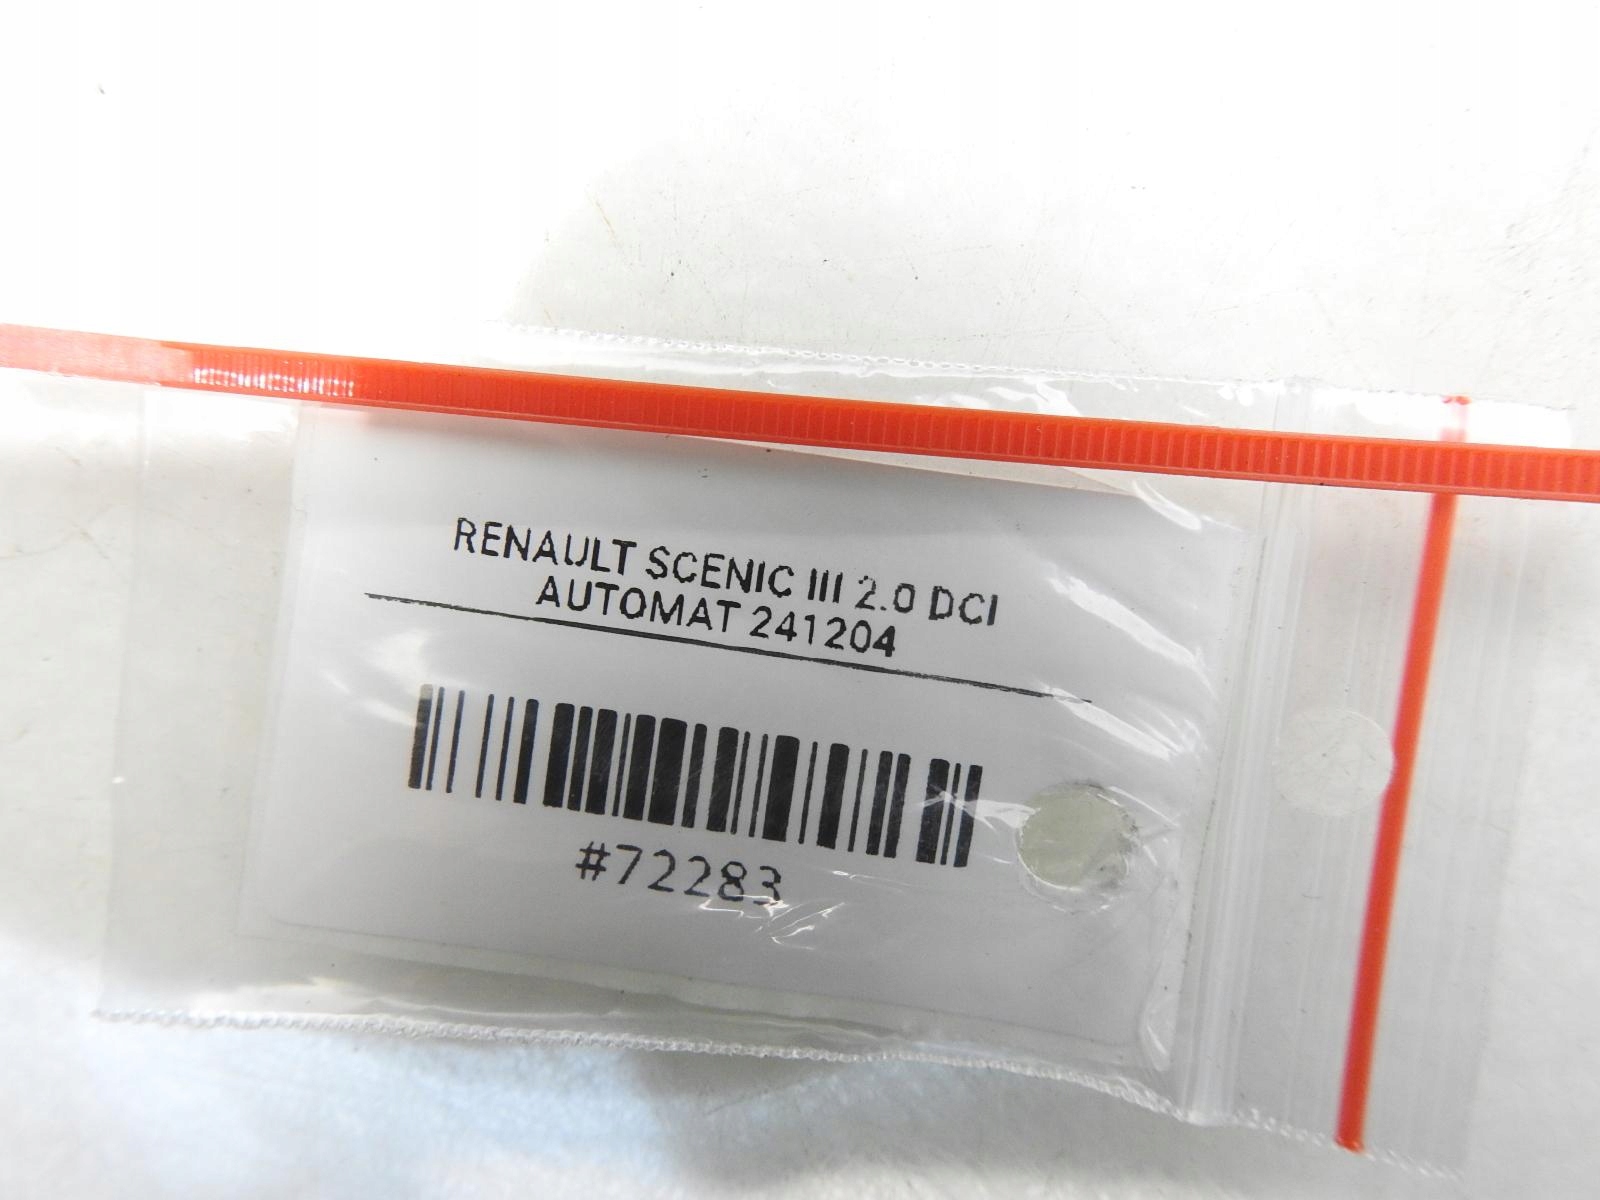 RENAULT SCENIC III 2.0 DCI
AUTOMAT 241204
#72283